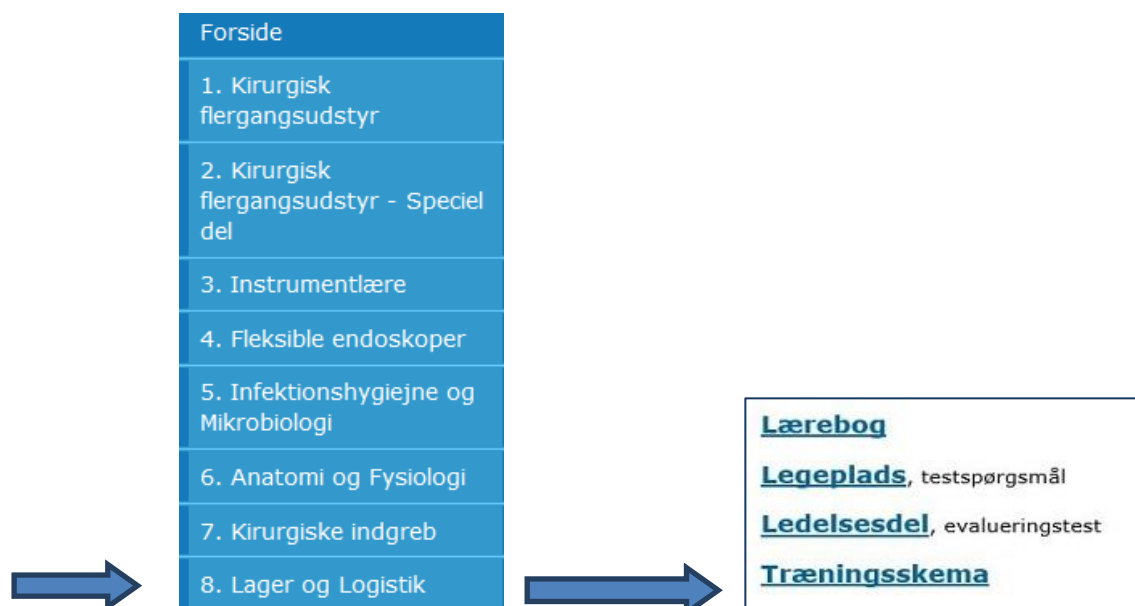 Forside
1. Kirurgisk
flergangsudstyr
2. Kirurgisk
flergangsudstyr - Speciel
del
3. Instrumentlære
4. Fleksible endoskoper
5. Infektionshygiejne og
Mikrobiologi
6. Anatomi og Fysiologi
7. Kirurgiske indgreb
8. Lager og Logistik
Lærebog
Legeplads, testspørgsmål
Ledelsesdel, evalueringstest
Træningsskema